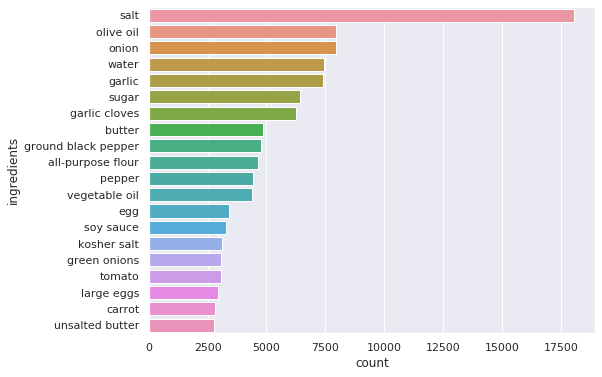 salt
olive oil
onion
water
garlic
sugar
garlic cloves
butter
ground black pepper
all-purpose flour
pepper
vegetable oil
egg
soy sauce
kosher salt
green onions
tomato
large eggs
carrot
unsalted butter
ingredients
0 2500 5000 7500 10000 12500 15000 17500
count